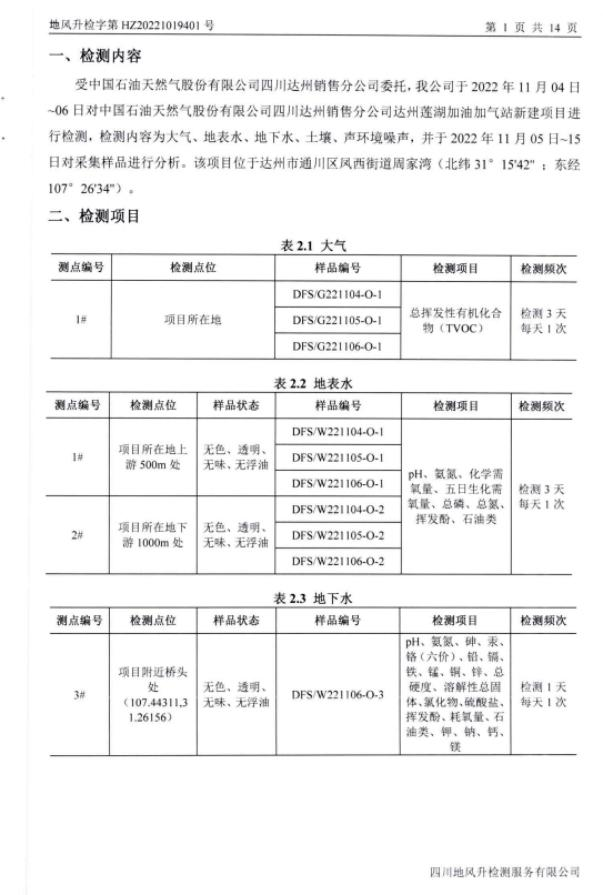 地风升检字第 HZ20221019401 号
第 1 页 共 14 页
一、检测内容
受中国石油天然气股份有限公司四川达州销售分公司委托，我公司于 2022 年 11 月 04 日
~06 日对中国石油天然气股份有限公司四川达州销售分公司达州莲湖加油加气站新建项目进
行检测，检测内容为大气、地表水、地下水、土壤、声环境噪声，并于 2022 年 11 月 05 日~15
日对采集样品进行分析。该项目位于达州市通川区凤西街道周家湾（北纬 31° 15'42" ；东经
107° 26'34"）。
二、检测项目
表 2.1 大气
测点编号 检测点位 样品编号 检测项目 检测频次
1# 项目所在地
DFS/G221104-O-1
DFS/G221105-O-1
DFS/G221106-O-1
总挥发性有机化合
物（TVOC）
检测 3 天
每天 1 次
表 2.2 地表水
测点编号 检测点位 样品状态 样品编号 检测项目 检测频次
1#
项目所在地上
游 500m 处
无色、透明、
无味、无浮油
DFS/W221104-O-1
DFS/W221105-O-1
DFS/W221106-O-1
2#
项目所在地下
游 1000m 处
无色、透明、
无味、无浮油
DFS/W221104-O-2
DFS/W221105-O-2
DFS/W221106-O-2
pH、氨氮、化学需
氧量、五日生化需
氧量、总磷、总氮、
挥发酚、石油类
检测 3 天
每天 1 次
表 2.3 地下水
测点编号 检测点位 样品状态 样品编号 检测项目 检测频次
3#
项目附近桥头
处
（107.44311,3
1.26156）
无色、透明、
无味、无浮油
DFS/W221106-O-3
pH、氨氮、砷、汞、
铬（六价）、铅、镉、
铁、锰、铜、锌、总
硬度、溶解性总固
体、氯化物、硫酸盐、
挥发酚、耗氧量、石
油类、钾、钠、钙、
镁
检测 1 天
每天 1 次
四川地风升检测服务有限公司